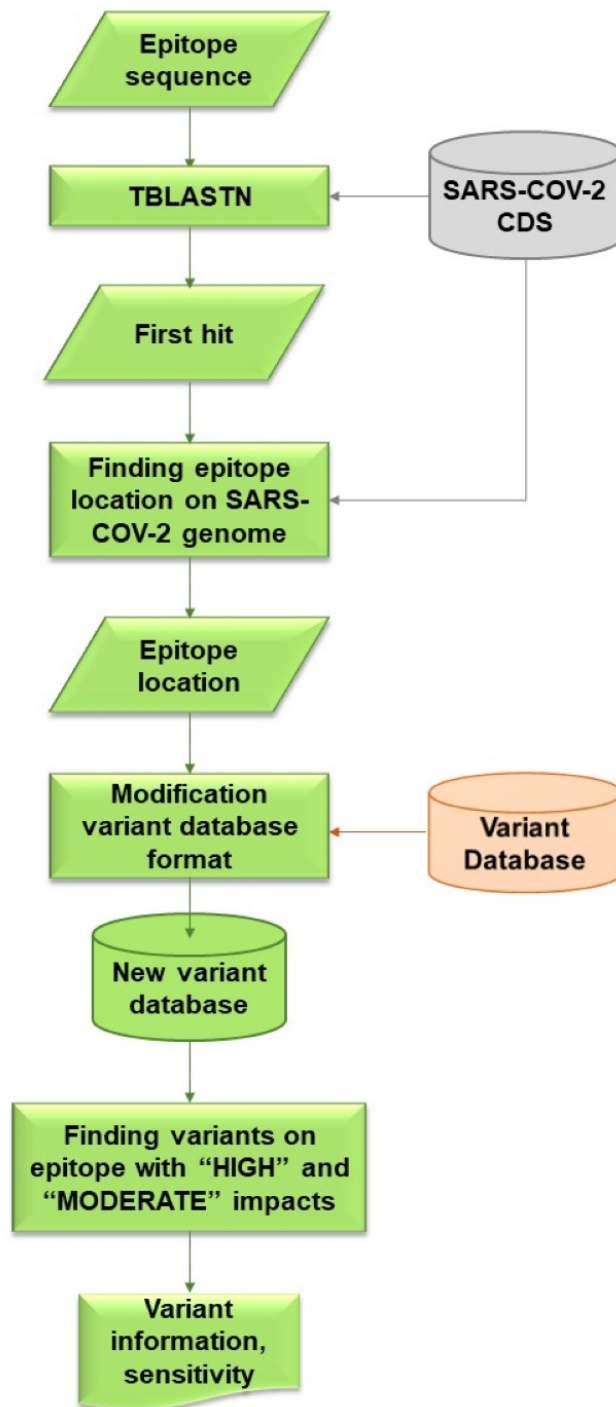 Epitope
sequence
TBLASTN
SARS-COV-2
CDS
First hit
Finding epitope
location on SARS-
COV-2 genome
Epitope
location
Modification
variant database
format
Variant
Database
New variant
database
Finding variants on
epitope with “HIGH” and
“MODERATE” impacts
Variant
information,
sensitivity